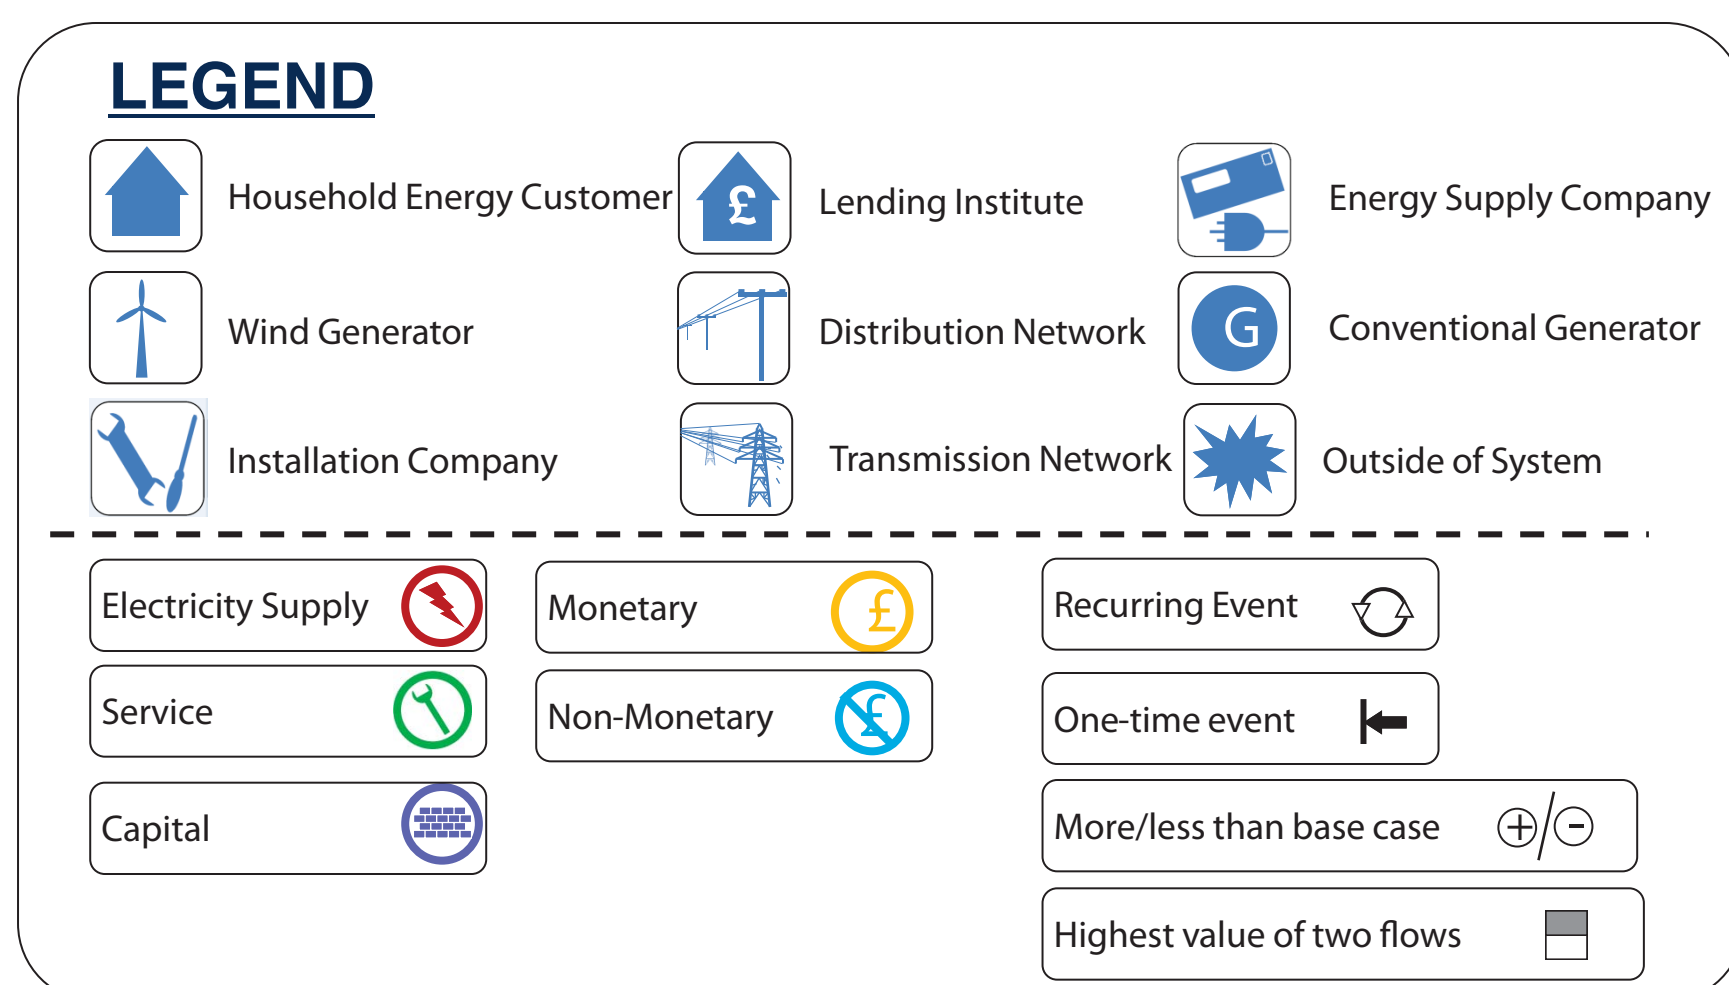 LEGEND
Household Energy Customer
£
Lending Institute
Energy Supply Company
Wind Generator
Distribution Network
G
Conventional Generator
Installation Company
Transmission Network
Outside of System
Electricity Supply
Monetary £
Recurring Event
Service
Non-Monetary £
One-time event
Capital
More/less than base case +/-
Highest value of two flows